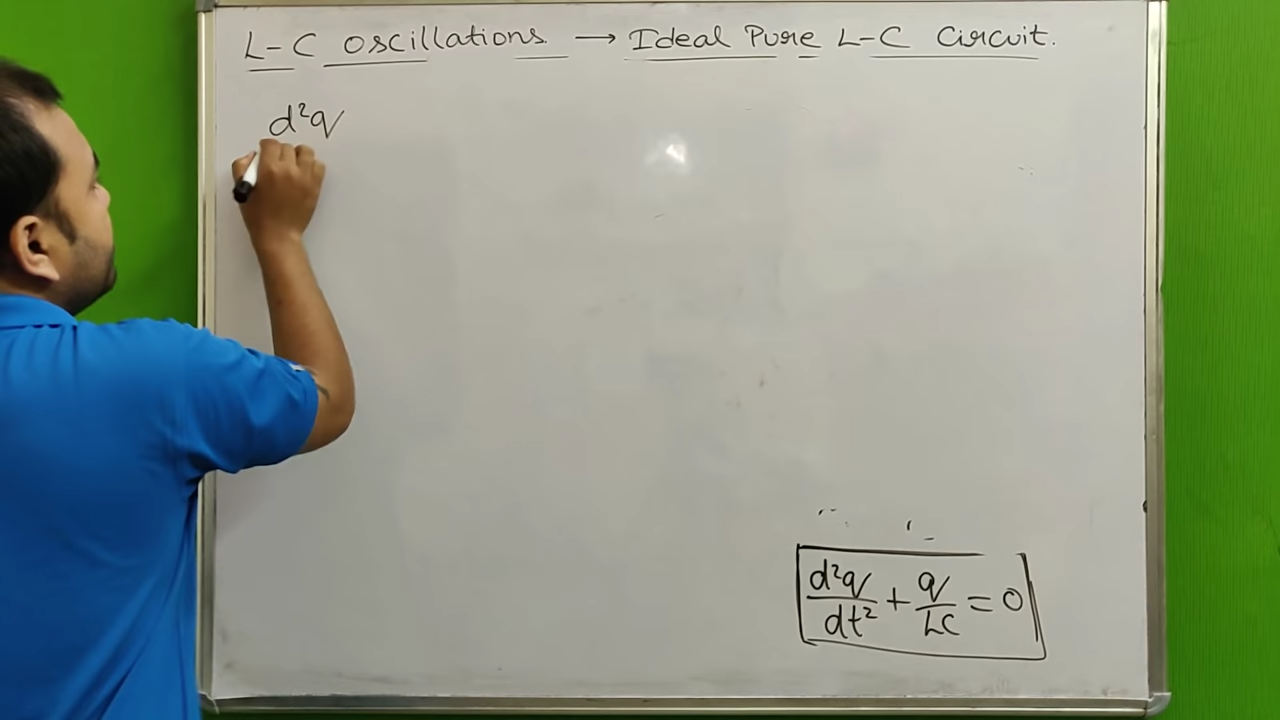 L-C Oscillations → Ideal Pure L-C Circuit.
d²q
d²q/dt² + q/LC = 0